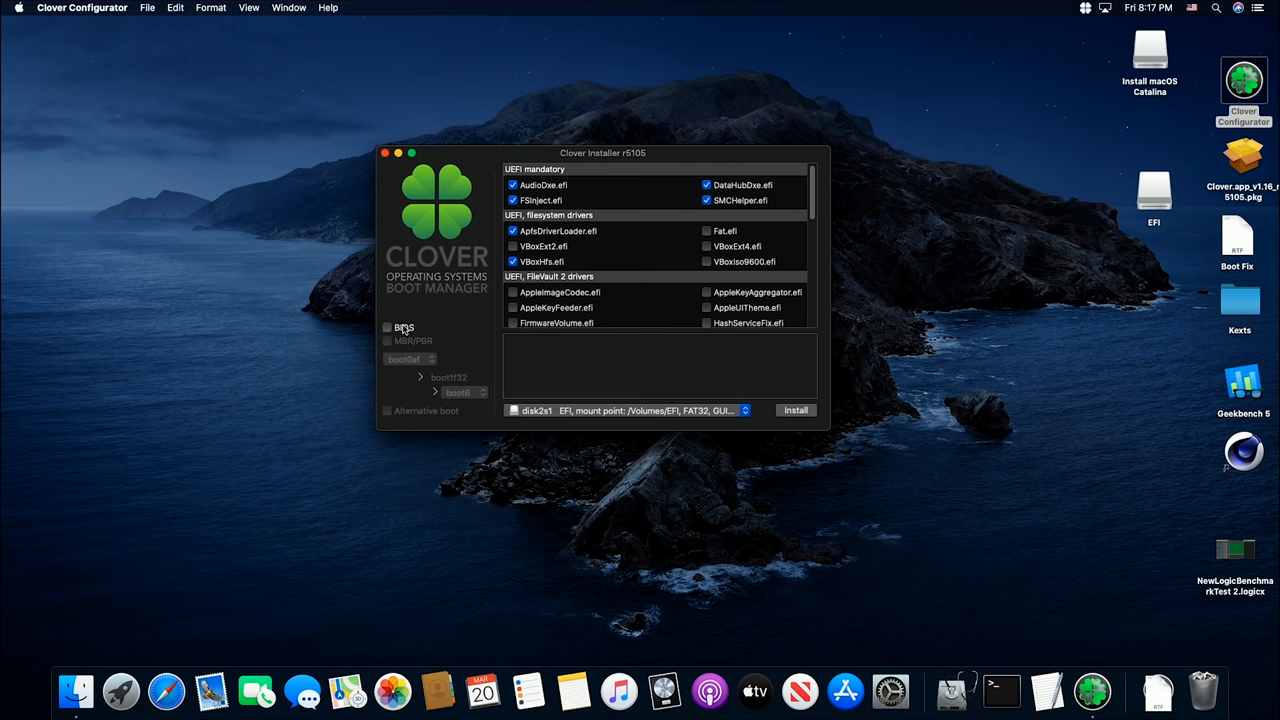 Clover Configurator File Edit Format View Window Help Fri 8:17 PM
Install macOS
Catalina
Clover
Configurator
Clover.app_v1.16_r
5105.pkg
EFI
RTF
Boot Fix
Kexts
Geekbench 5
NewLogicBenchma
rkTest 2.logicx
Clover Installer r5105
CLOVER
OPERATING SYSTEMS
BOOT MANAGER
BIOS
MBR/PBR
boot0af
boot1f32
boot6
Alternative boot
UEFI mandatory
AudioDxe.efi DataHubDxe.efi
FSInject.efi SMCHelper.efi
UEFI, filesystem drivers
ApfsDriverLoader.efi Fat.efi
VBoxExt2.efi VBoxExt4.efi
VBoxHfs.efi VBoxIso9600.efi
UEFI, FileVault 2 drivers
AppleImageCodec.efi AppleKeyAggregator.efi
AppleKeyFeeder.efi AppleUITheme.efi
FirmwareVolume.efi HashServiceFix.efi
disk2s1 EFI, mount point: /Volumes/EFI, FAT32, GUI... Install
MAR
20
tv
RTF